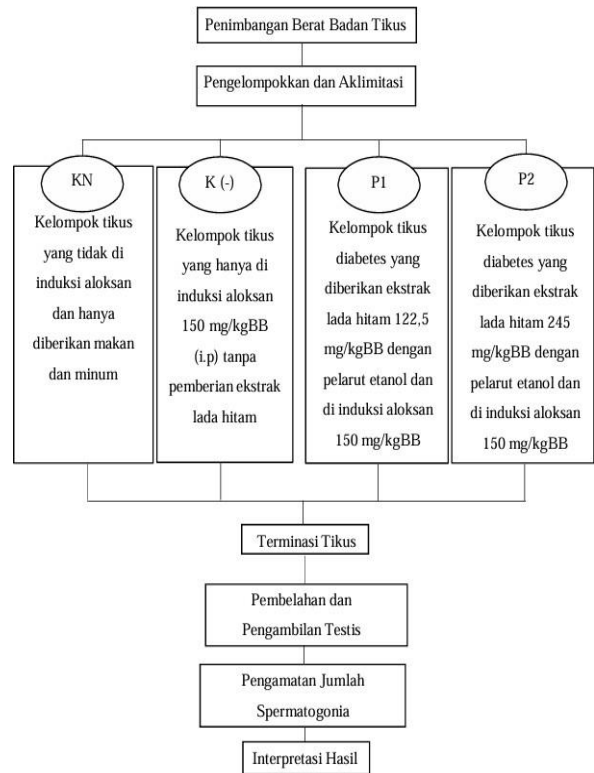 Penimbangan Berat Badan Tikus
Pengelompokkan dan Aklimitasi
KN
Kelompok tikus
yang tidak di
induksi aloksan
dan hanya
diberikan makan
dan minum
K (-)
Kelompok tikus
yang hanya di
induksi aloksan
150 mg/kgBB
(i.p) tanpa
pemberian ekstrak
lada hitam
P1
Kelompok tikus
diabetes yang
diberikan ekstrak
lada hitam 122,5
mg/kgBB dengan
pelarut etanol dan
di induksi aloksan
150 mg/kgBB
P2
Kelompok tikus
diabetes yang
diberikan ekstrak
lada hitam 245
mg/kgBB dengan
pelarut etanol dan
di induksi aloksan
150 mg/kgBB
Terminasi Tikus
Pembelahan dan
Pengambilan Testis
Pengamatan Jumlah
Spermatogonia
Interpretasi Hasil